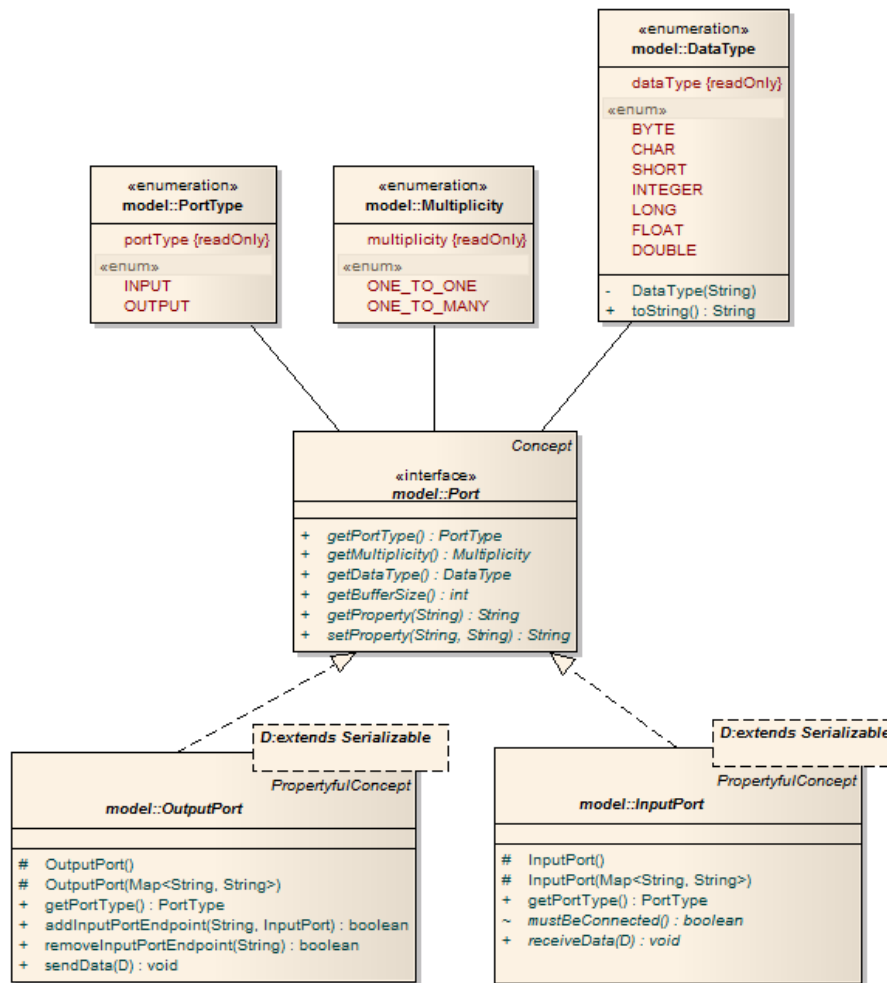 «enumeration»
model::DataType
dataType {readOnly}
«enum»
BYTE
CHAR
SHORT
INTEGER
LONG
FLOAT
DOUBLE
- DataType(String)
+ toString() : String
«enumeration»
model::PortType
portType {readOnly}
«enum»
INPUT
OUTPUT
«enumeration»
model::Multiplicity
multiplicity {readOnly}
«enum»
ONE_TO_ONE
ONE_TO_MANY
Concept
«interface»
model::Port
+ getPortType() : PortType
+ getMultiplicity() : Multiplicity
+ getDataType() : DataType
+ getBufferSize() : int
+ getProperty(String) : String
+ setProperty(String, String) : String
D:extends Serializable
PropertyfulConcept
model::OutputPort
# OutputPort()
# OutputPort(Map<String, String>)
+ getPortType() : PortType
+ addInputPortEndpoint(String, InputPort) : boolean
+ removeInputPortEndpoint(String) : boolean
+ sendData(D) : void
D:extends Serializable
PropertyfulConcept
model::InputPort
# InputPort()
# InputPort(Map<String, String>)
+ getPortType() : PortType
~ mustBeConnected() : boolean
+ receiveData(D) : void